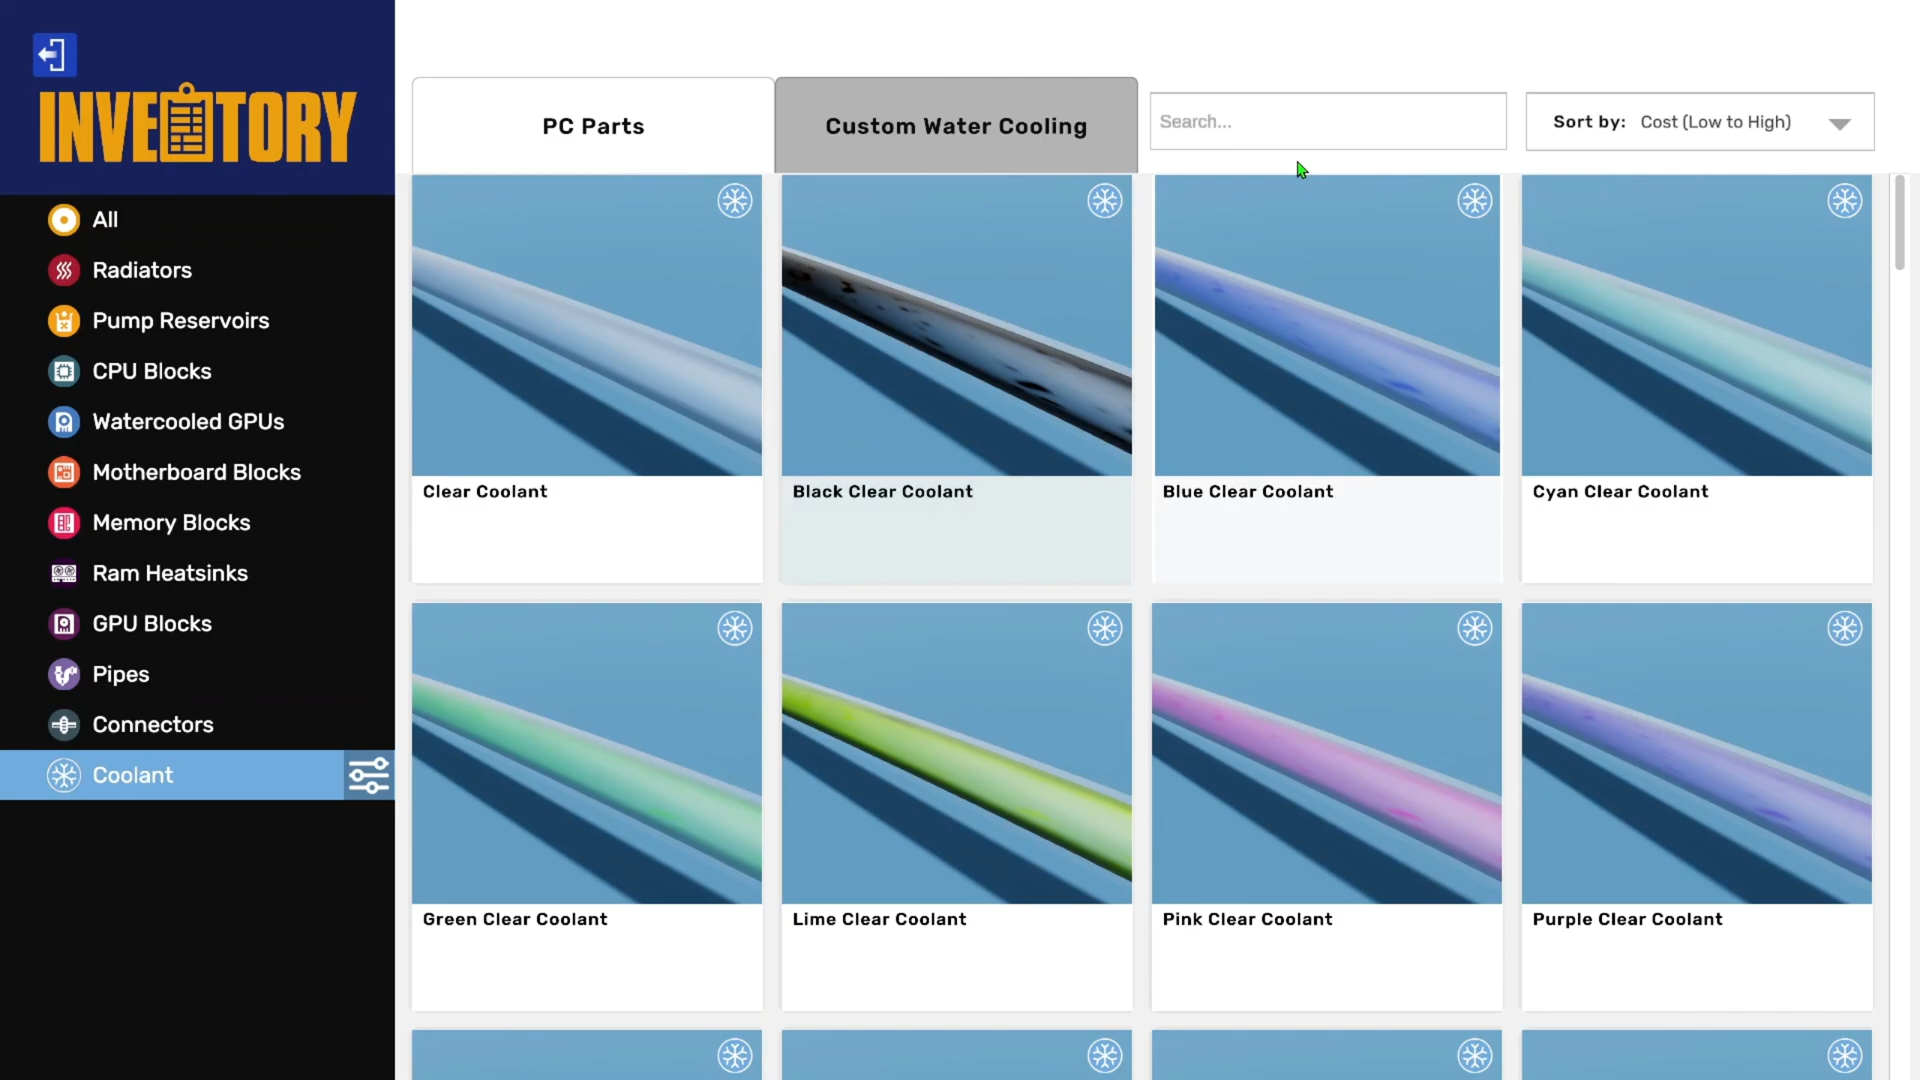 INVENTORY
All
Radiators
Pump Reservoirs
CPU Blocks
Watercooled GPUs
Motherboard Blocks
Memory Blocks
Ram Heatsinks
GPU Blocks
Pipes
Connectors
Coolant
PC Parts
Custom Water Cooling
Search...
Sort by: Cost (Low to High)
Clear Coolant
Black Clear Coolant
Blue Clear Coolant
Cyan Clear Coolant
Green Clear Coolant
Lime Clear Coolant
Pink Clear Coolant
Purple Clear Coolant